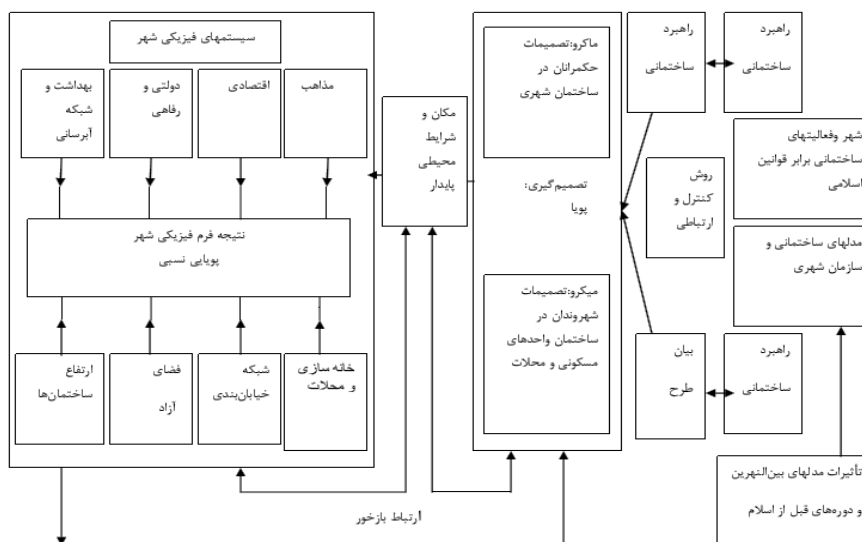 راهبرد
ساختمانی
راهبرد
ساختمانی
شهر وفعالیتهای
ساختمانی برابر قوانین
اسلامی
مدلهای ساختمانی و
سازمان شهری
روش
کنترل و
ارتباطی
راهبرد
ساختمانی
بیان
طرح
تأثیرات مدلهای بین‌النهرین
و دوره‌های قبل از اسلام
ماکرو:تصمیمات
حکمرانان در
ساختمان شهری
تصمیم‌گیری:
پویا
میکرو:تصمیمات
شهروندان در
ساختمان واحدهای
مسکونی و محلات
مکان و
شرایط
محیطی
پایدار
سیستمهای فیزیکی شهر
مذاهب
اقتصادی
دولتی و
رفاهی
بهداشت و
شبکه
آبرسانی
نتیجه فرم فیزیکی شهر
پویایی نسبی
خانه سازی
و محلات
شبکه
خیابان‌بندی
فضای
آزاد
ارتفاع
ساختمان‌ها
أرتباط بازخور